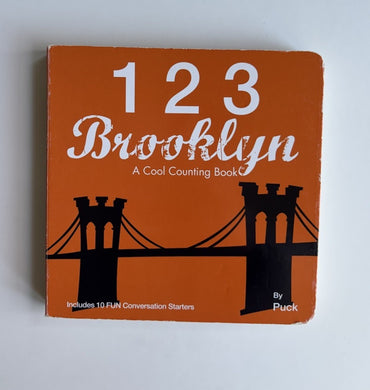 1 2 3
Brooklyn
A Cool Counting Book
Includes 10 FUN Conversation Starters
By
Puck